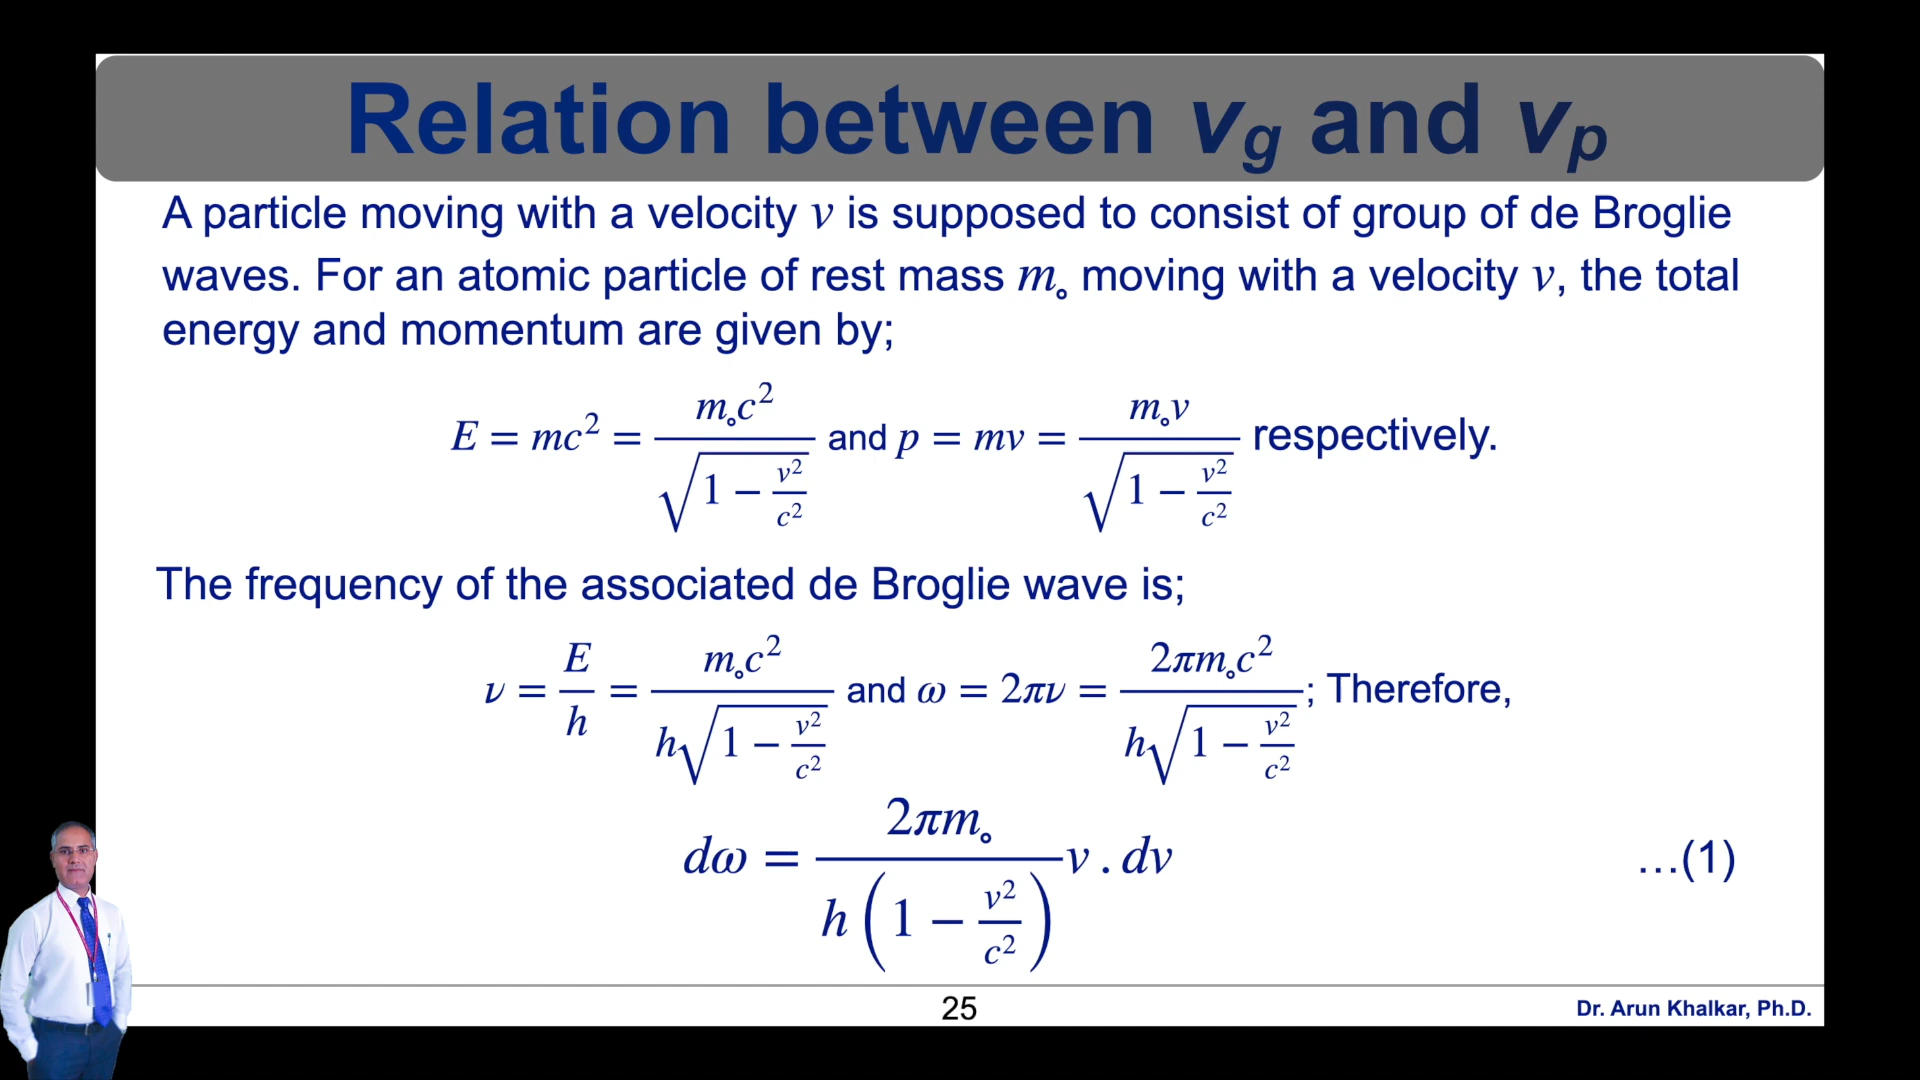 Relation between v_g and v_p
A particle moving with a velocity v is supposed to consist of group of de Broglie
waves. For an atomic particle of rest mass m∘ moving with a velocity v, the total
energy and momentum are given by;
E = mc² = m∘c² / √(1 − v²/c²) and p = mv = m∘v / √(1 − v²/c²) respectively.
The frequency of the associated de Broglie wave is;
ν = E/h = m∘c² / h√(1 − v²/c²) and ω = 2πν = 2πm∘c² / h√(1 − v²/c²); Therefore,
dω = 2πm∘ / h(1 − v²/c²) v . dv …(1)
25
Dr. Arun Khalkar, Ph.D.